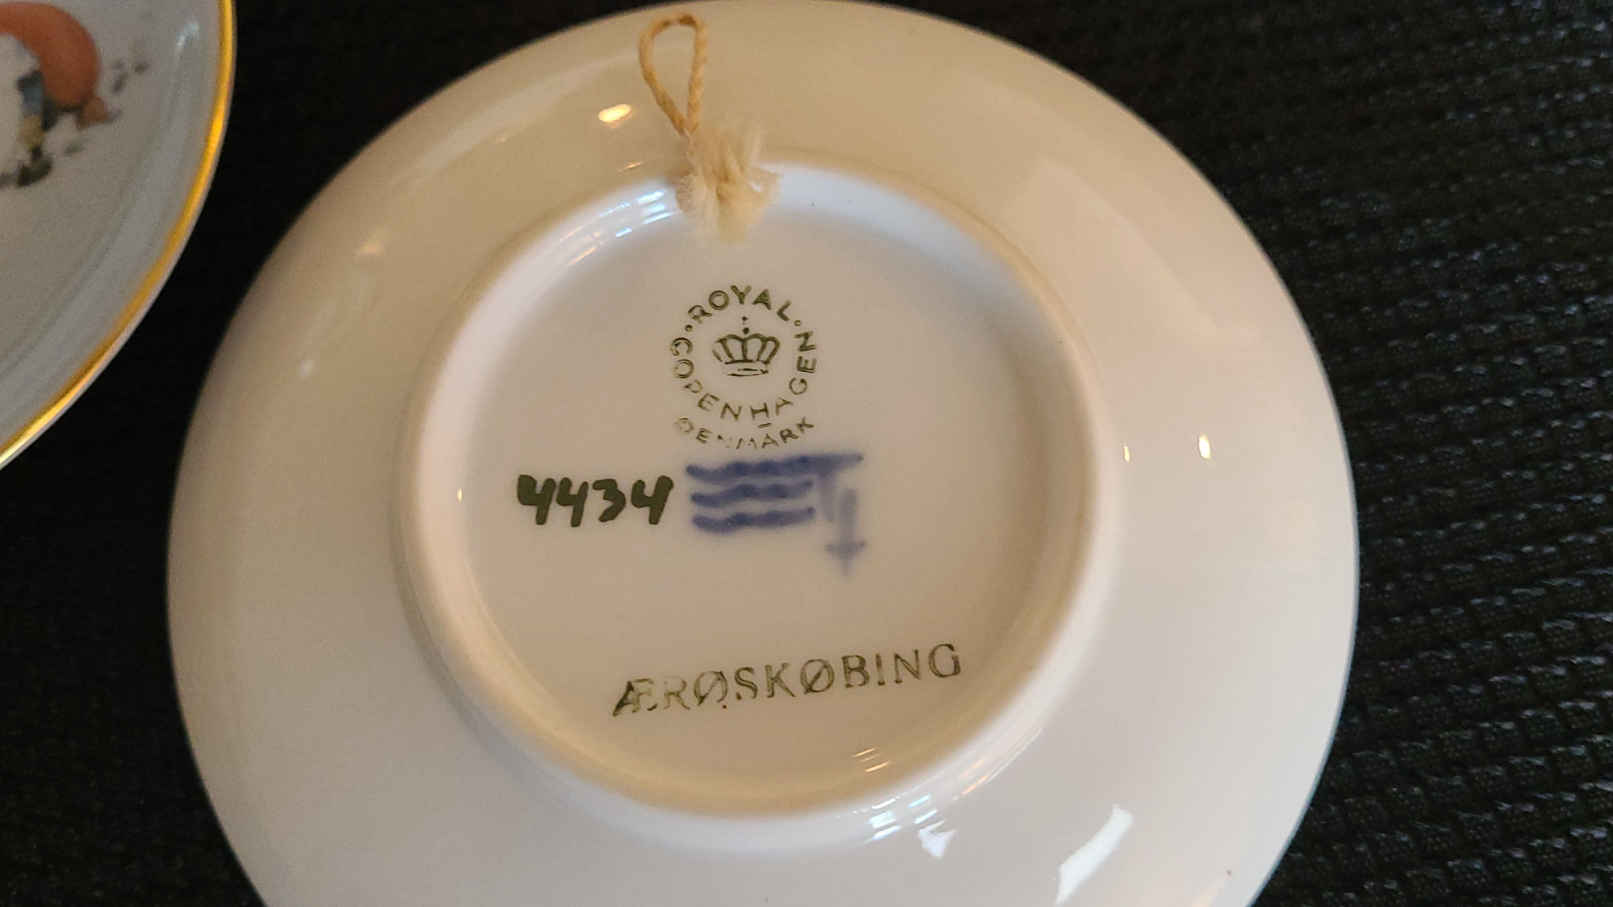 ROYAL
COPENHAGEN
DENMARK
4434
ÆRØSKØBING